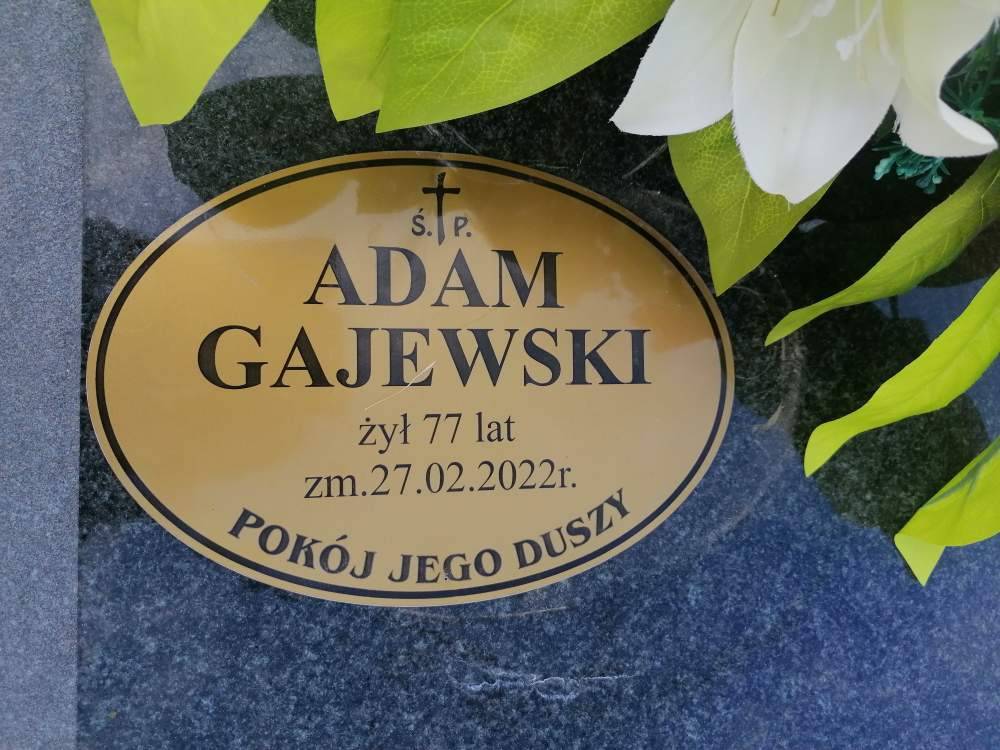 Ś. P.
ADAM
GAJEWSKI
żył 77 lat
zm.27.02.2022r.
POKÓJ JEGO DUSZY